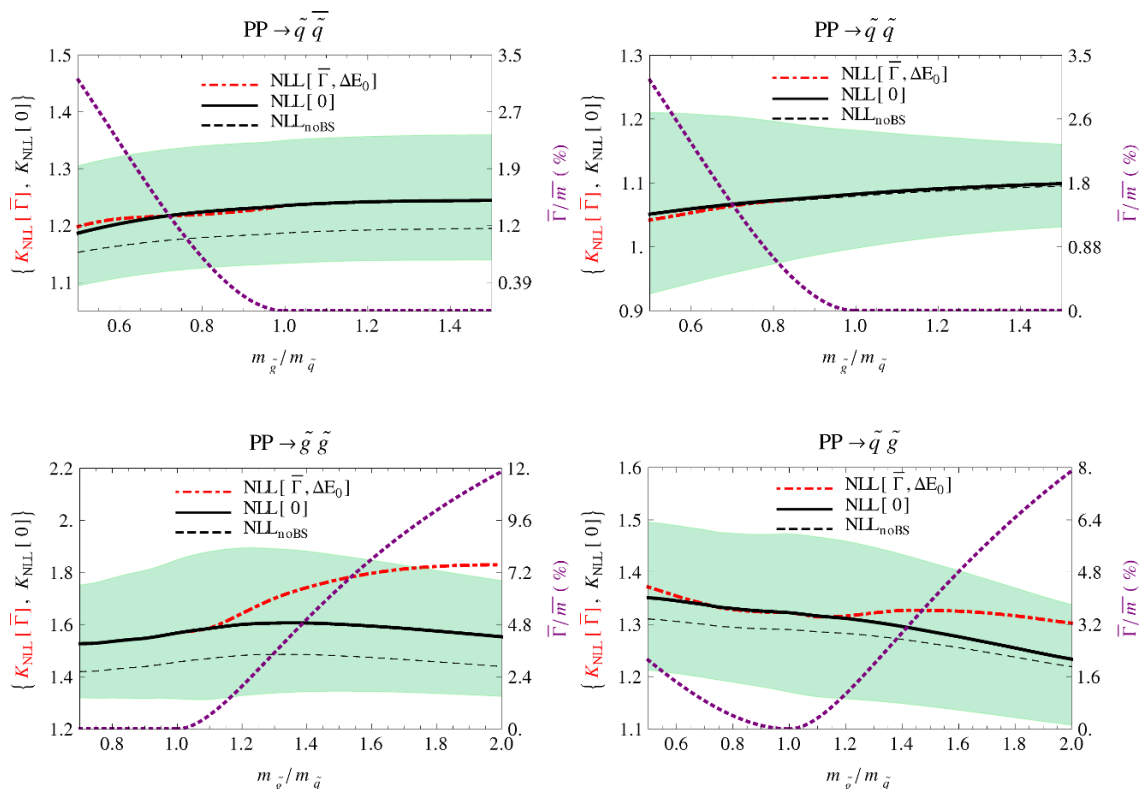 PP → q̃ q̃̅
NLL[Γ̅, ΔE₀]
NLL[0]
NLL_noBS
{ K_NLL[Γ̅], K_NLL[0] }
1.5
1.4
1.3
1.2
1.1
3.5
2.7
1.9
1.2
0.39
Γ̅/m̅ (%)
0.6 0.8 1.0 1.2 1.4
m_g̃/m_q̃
PP → q̃ q̃
NLL[Γ̅, ΔE₀]
NLL[0]
NLL_noBS
{ K_NLL[Γ̅], K_NLL[0] }
1.3
1.2
1.1
1.
0.9
3.5
2.6
1.8
0.88
0.
Γ̅/m̅ (%)
0.6 0.8 1.0 1.2 1.4
m_g̃/m_q̃
PP → g̃ g̃
NLL[Γ̅, ΔE₀]
NLL[0]
NLL_noBS
{ K_NLL[Γ̅], K_NLL[0] }
2.2
2.
1.8
1.6
1.4
1.2
12.
9.6
7.2
4.8
2.4
0.
Γ̅/m̅ (%)
0.8 1.0 1.2 1.4 1.6 1.8 2.0
m_g̃/m_q̃
PP → q̃ g̃
NLL[Γ̅, ΔE₀]
NLL[0]
NLL_noBS
{ K_NLL[Γ̅], K_NLL[0] }
1.6
1.5
1.4
1.3
1.2
1.1
8.
6.4
4.8
3.2
1.6
0.
Γ̅/m̅ (%)
0.6 0.8 1.0 1.2 1.4 1.6 1.8 2.0
m_g̃/m_q̃